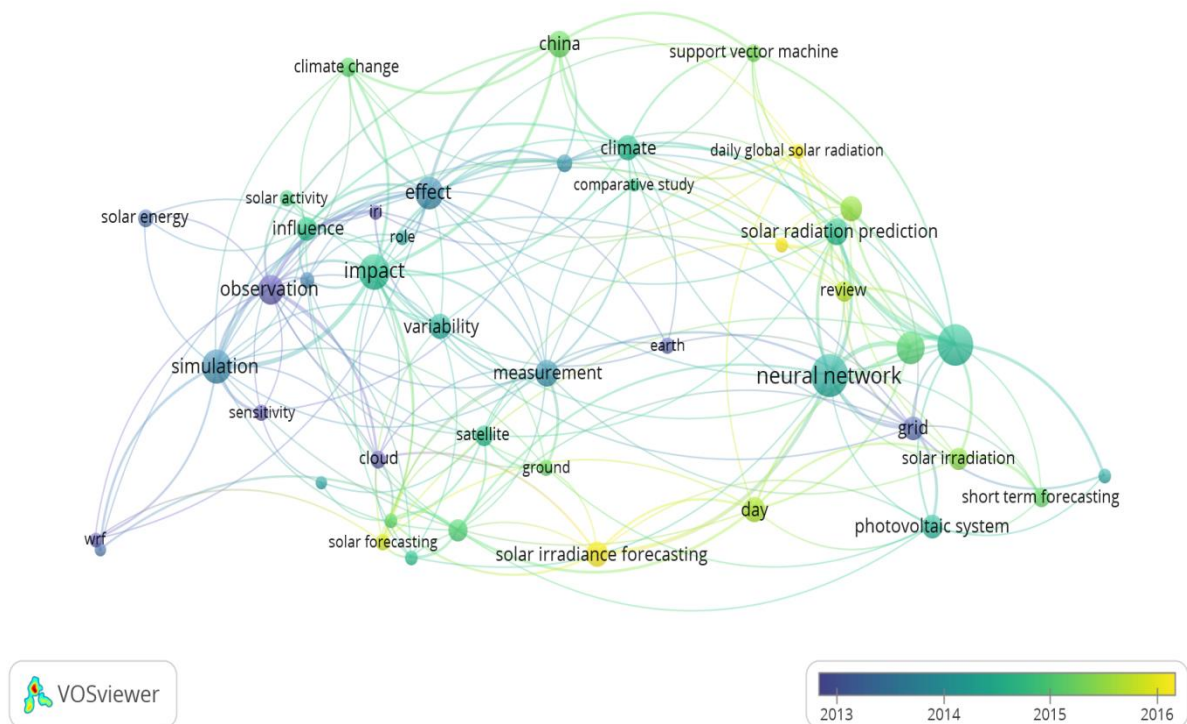 china
support vector machine
climate change
climate
daily global solar radiation
comparative study
effect
solar activity
iri
solar energy
influence
role
solar radiation prediction
impact
observation
review
variability
earth
simulation
measurement
neural network
sensitivity
grid
satellite
cloud
ground
solar irradiation
short term forecasting
day
photovoltaic system
wrf
solar forecasting
solar irradiance forecasting
VOSviewer
2013 2014 2015 2016